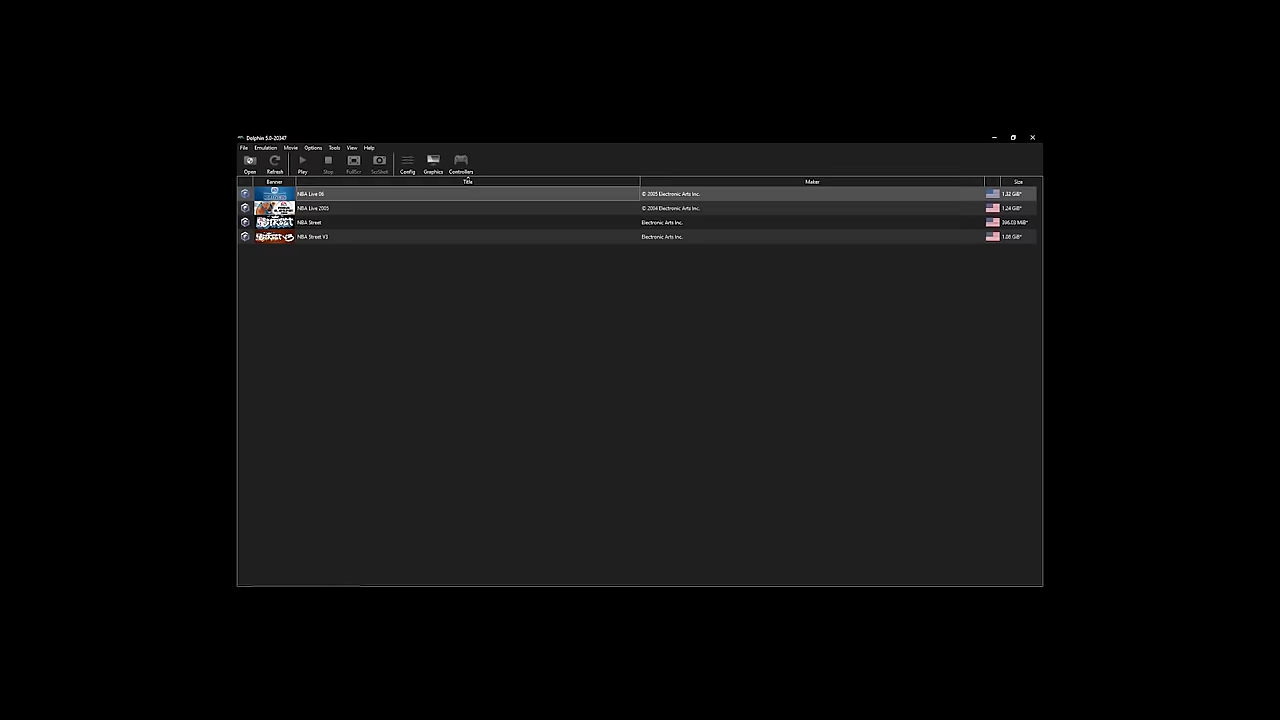 Dolphin 5.0-20347
File Emulation Movie Options Tools View Help
Open Refresh Play Stop FullScr ScrShot Config Graphics Controllers
Banner Title Maker Size
NBA Live 06 © 2005 Electronic Arts Inc. 1.32 GiB*
NBA Live 2005 © 2004 Electronic Arts Inc. 1.24 GiB*
NBA Street Electronic Arts Inc. 396.03 MiB*
NBA Street V3 Electronic Arts Inc. 1.08 GiB*